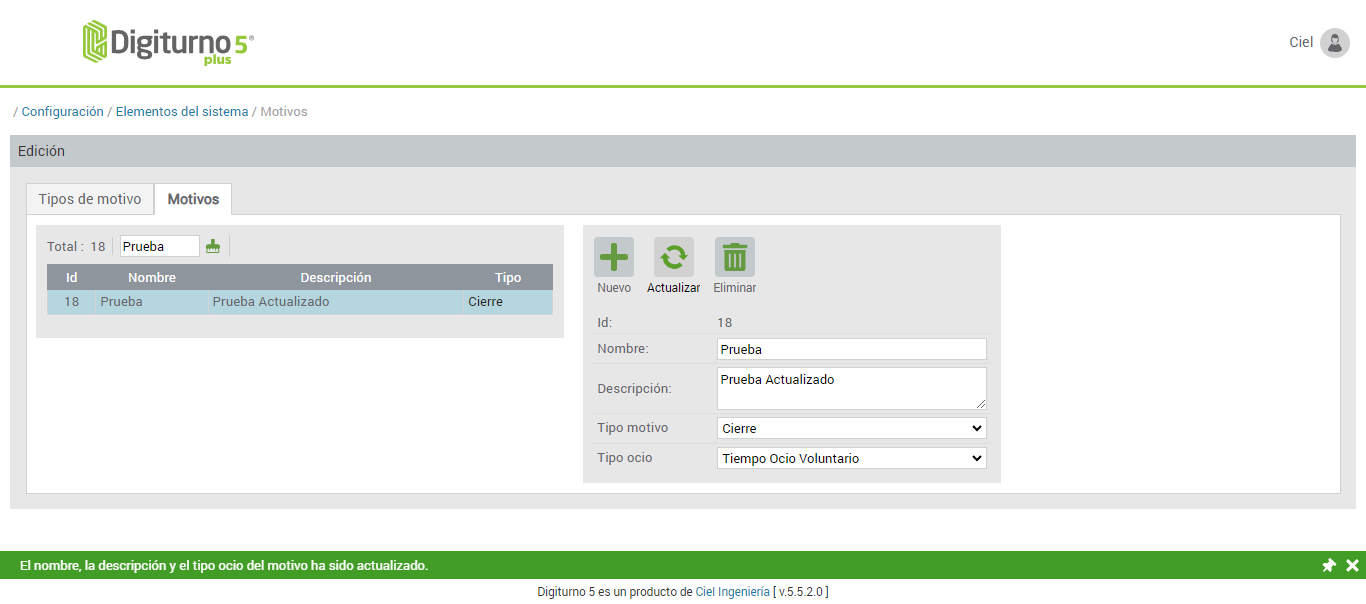 Digiturno 5®
plus
Ciel
/ Configuración / Elementos del sistema / Motivos
Edición
Tipos de motivo
Motivos
Total : 18
Prueba
Id Nombre Descripción Tipo
18 Prueba Prueba Actualizado Cierre
Nuevo Actualizar Eliminar
Id: 18
Nombre: Prueba
Descripción: Prueba Actualizado
Tipo motivo Cierre
Tipo ocio Tiempo Ocio Voluntario
El nombre, la descripción y el tipo ocio del motivo ha sido actualizado.
Digiturno 5 es un producto de Ciel Ingeniería [ v.5.5.2.0 ]